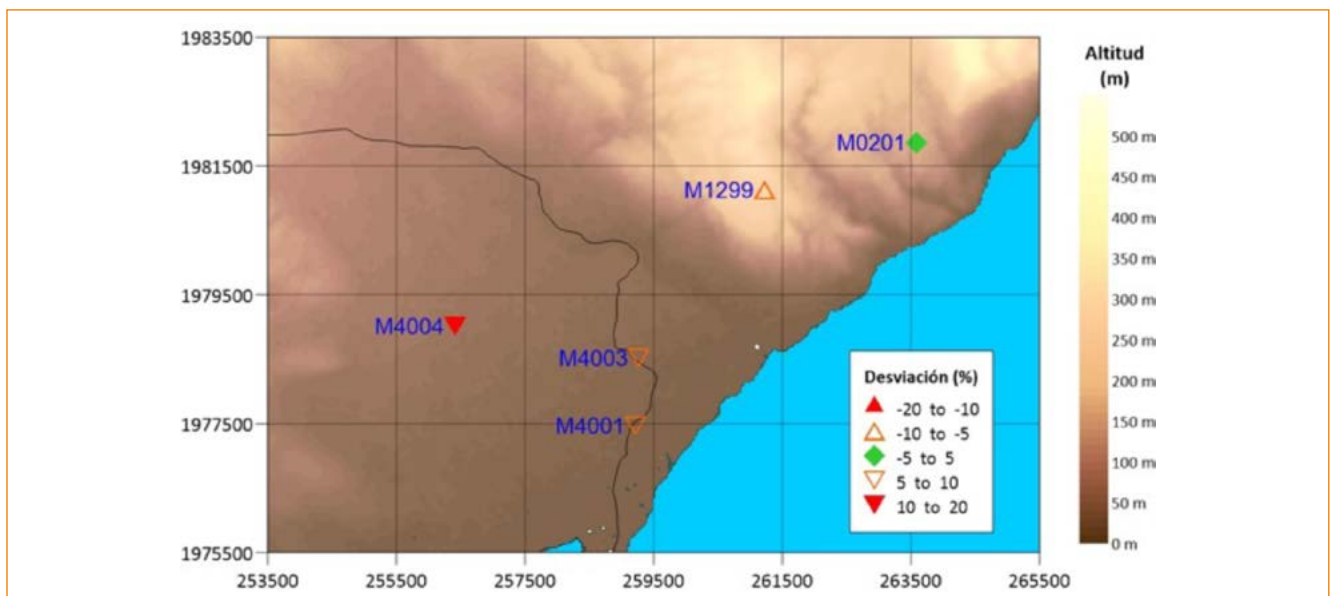 1983500
1981500
1979500
1977500
1975500
253500 255500 257500 259500 261500 263500 265500
M0201
M1299
M4004
M4003
M4001
Desviación (%)
-20 to -10
-10 to -5
-5 to 5
5 to 10
10 to 20
Altitud
(m)
500 m
450 m
400 m
350 m
300 m
250 m
200 m
150 m
100 m
50 m
0 m